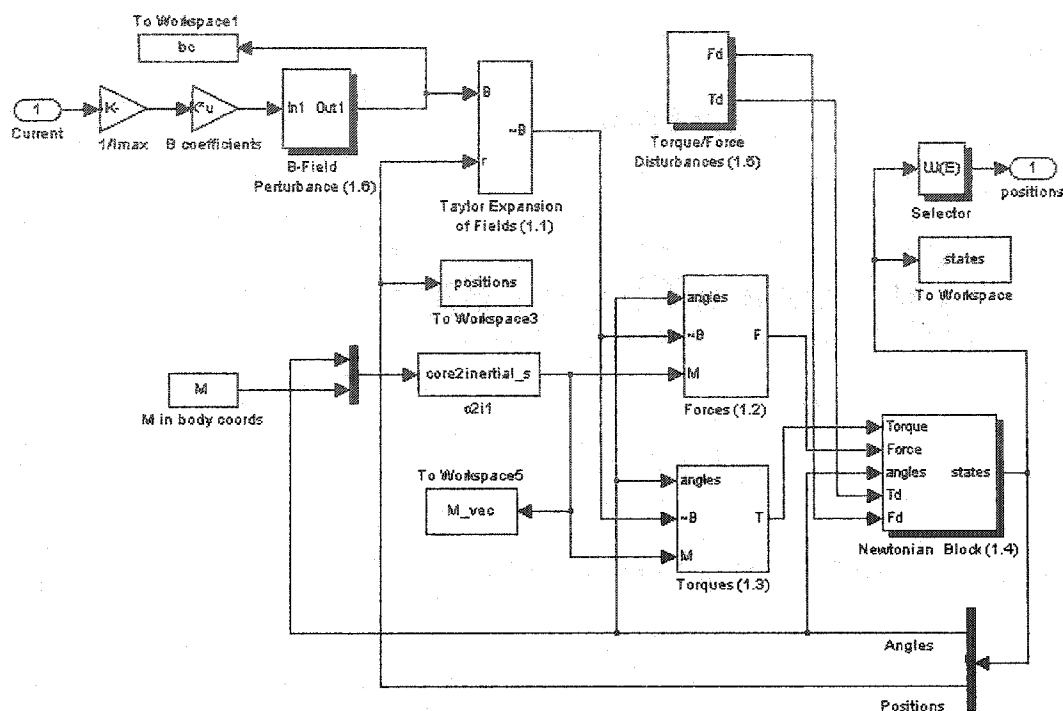 To Workspace1
bc
1
Current
K-
1/Imax
K*u
B coefficients
In1 Out1
B-Field
Perturbance (1.6)
B
r
~B
Taylor Expansion
of Fields (1.1)
Fd
Td
Torque/Force
Disturbances (1.5)
U(E)
Selector
1
positions
states
To Workspace
positions
To Workspace3
M
M in body coords
core2inertial_s
c2i1
To Workspace5
M_vec
angles
~B F
M
Forces (1.2)
angles
~B T
M
Torques (1.3)
Torque
Force
angles states
Td
Fd
Newtonian Block (1.4)
Angles
Positions